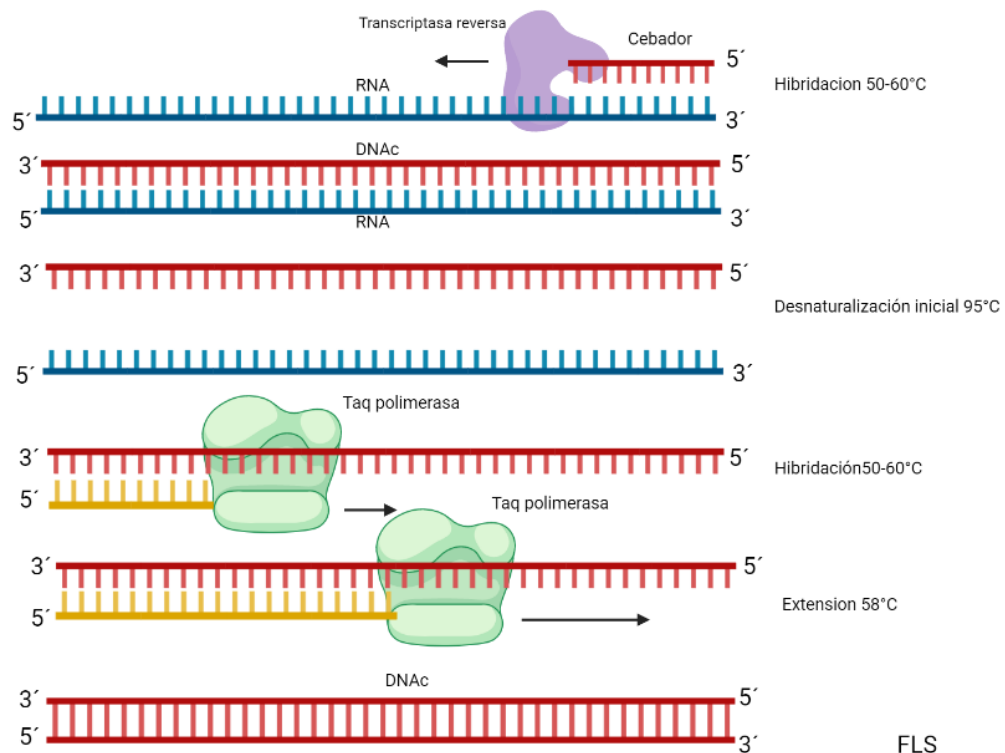 Transcriptasa reversa
Cebador
5´
Hibridacion 50-60°C
RNA
5´
3´
DNAc
3´
5´
5´
3´
RNA
3´
5´
Desnaturalización inicial 95°C
5´
3´
Taq polimerasa
3´
5´
Hibridación50-60°C
5´
Taq polimerasa
3´
5´
Extension 58°C
5´
DNAc
3´
5´
5´
3´
FLS